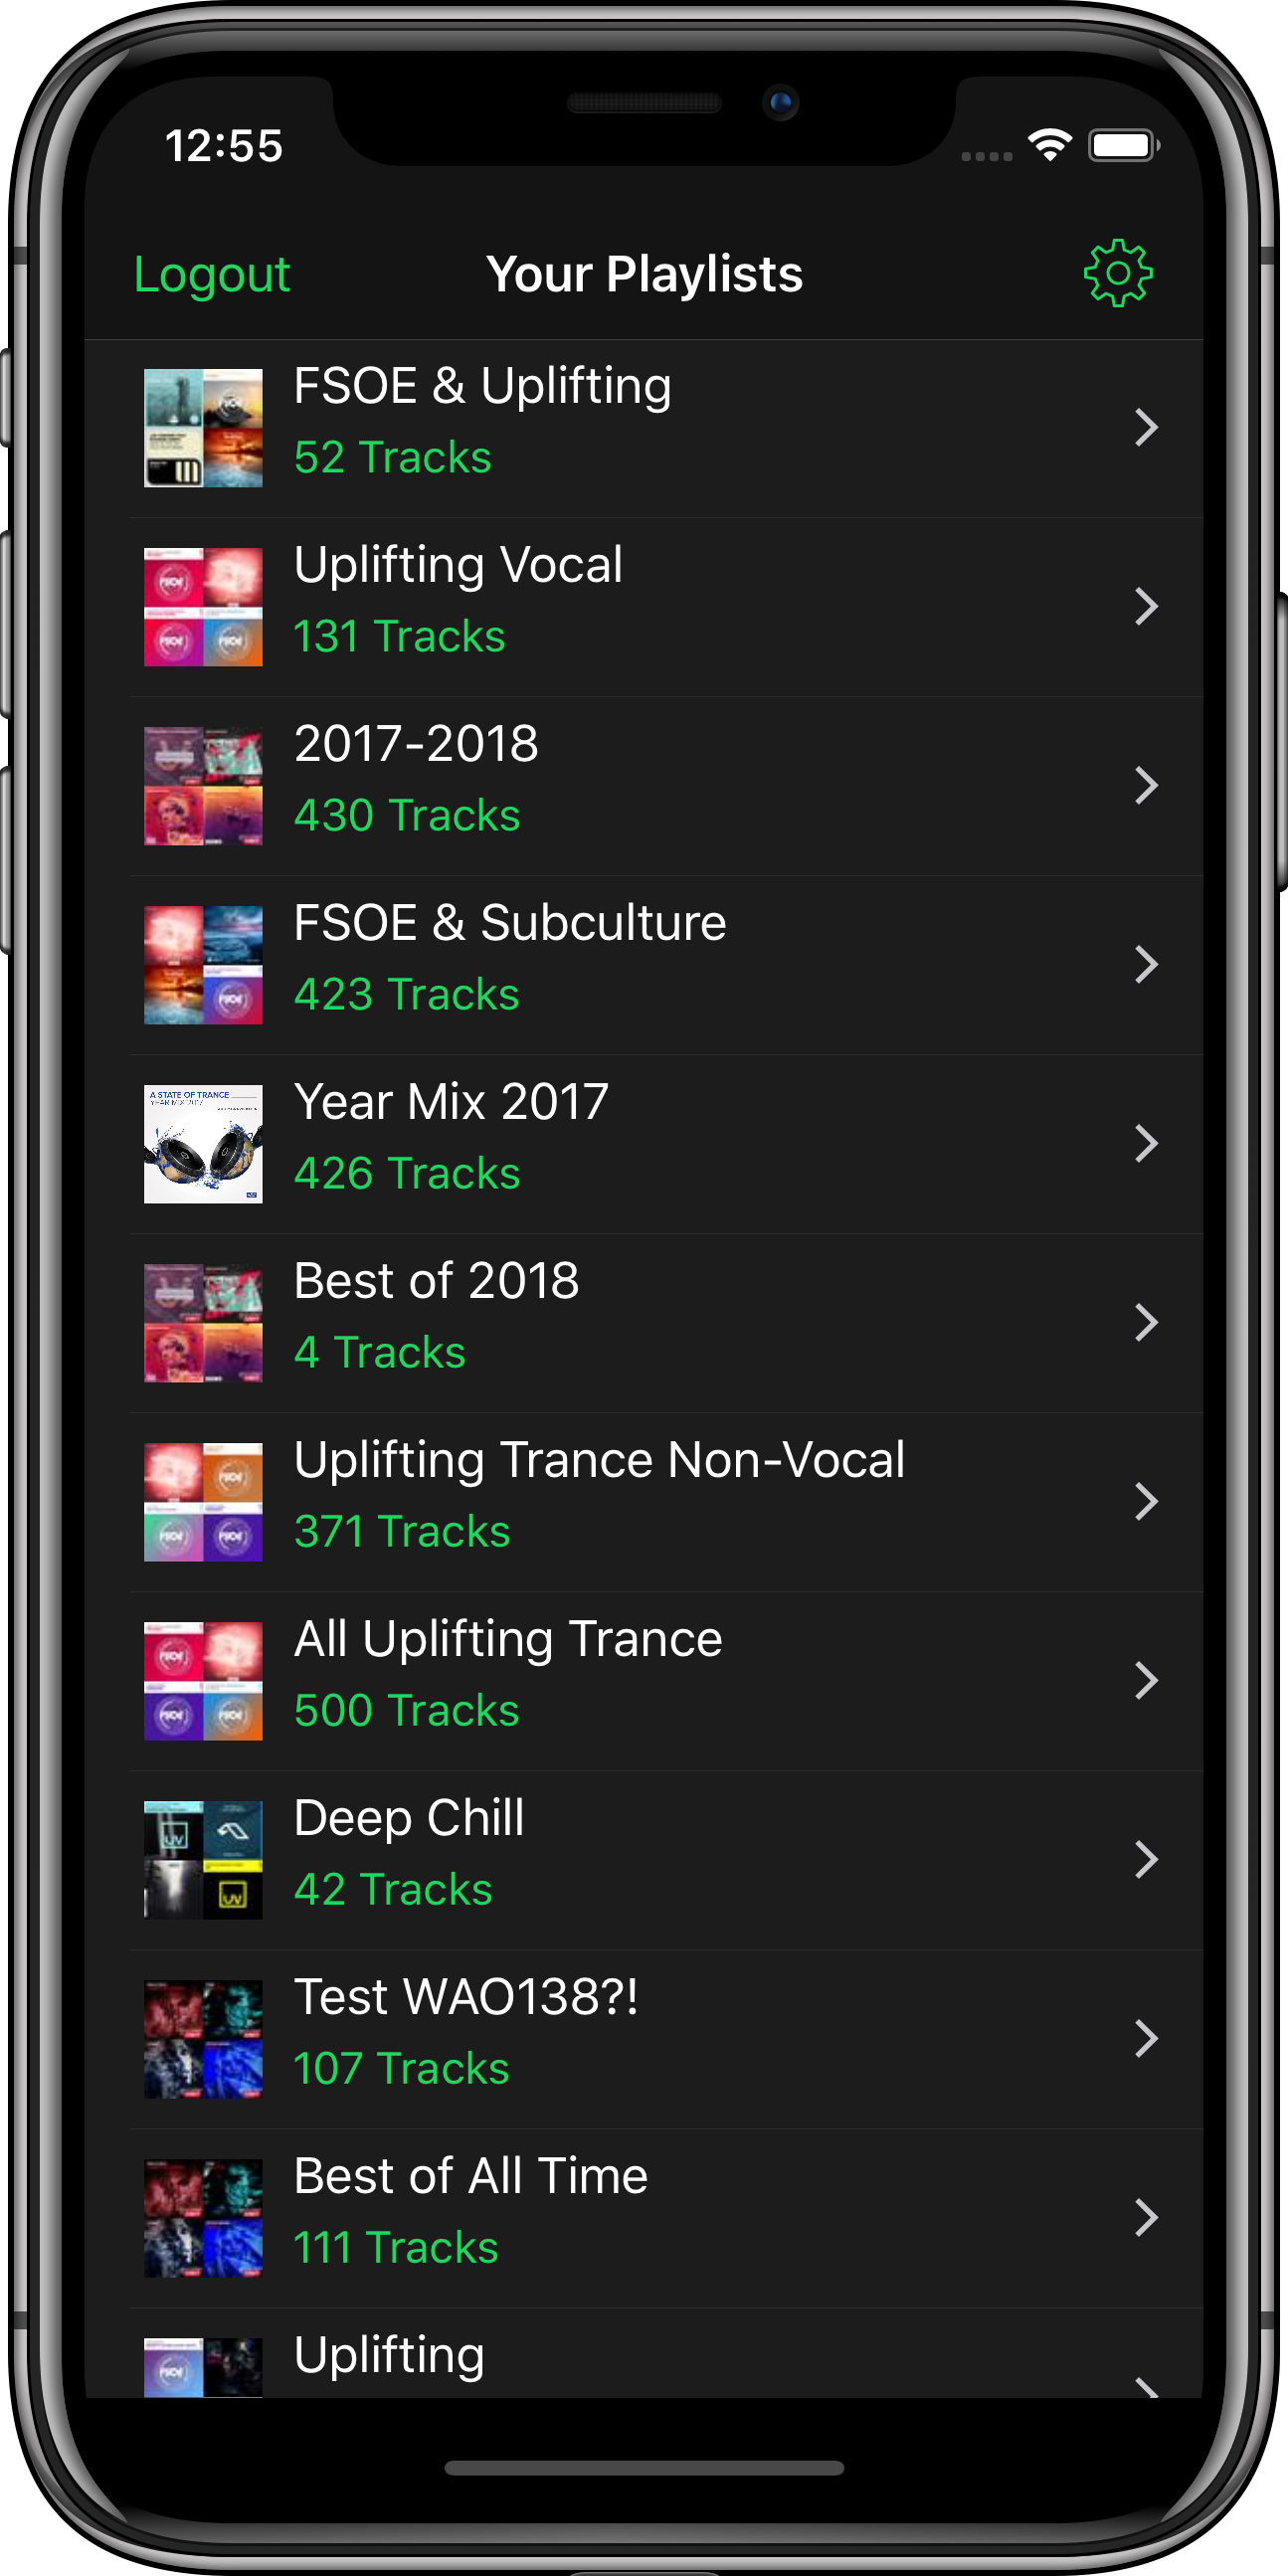 12:55
Logout
Your Playlists
FSOE & Uplifting
52 Tracks
Uplifting Vocal
131 Tracks
2017-2018
430 Tracks
FSOE & Subculture
423 Tracks
A STATE OF TRANCE
YEAR MIX 2017
Year Mix 2017
426 Tracks
Best of 2018
4 Tracks
Uplifting Trance Non-Vocal
371 Tracks
All Uplifting Trance
500 Tracks
Deep Chill
42 Tracks
Test WAO138?!
107 Tracks
Best of All Time
111 Tracks
Uplifting